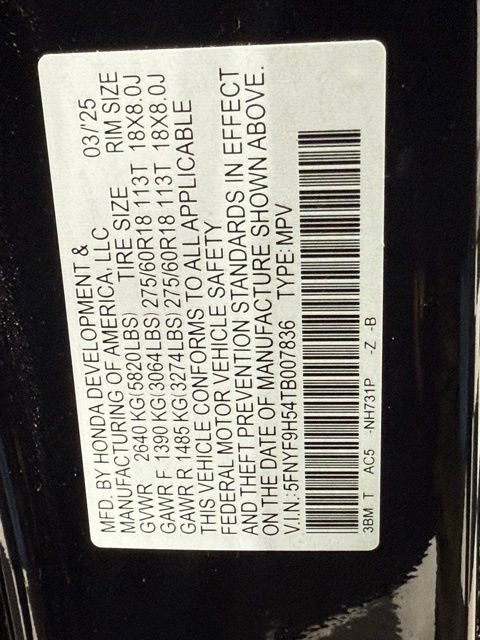 MFD. BY HONDA DEVELOPMENT & 03/'25
MANUFACTURING OF AMERICA, LLC
TIRE SIZE RIM SIZE
GVWR 2640 KG(5820LBS)
GAWR F 1390 KG(3064LBS) 275/60R18 113T 18X8.0J
GAWR R 1485 KG(3274LBS) 275/60R18 113T 18X8.0J
THIS VEHICLE CONFORMS TO ALL APPLICABLE
FEDERAL MOTOR VEHICLE SAFETY
AND THEFT PREVENTION STANDARDS IN EFFECT
ON THE DATE OF MANUFACTURE SHOWN ABOVE.
V.I.N.:5FNYF9H54TB007836 TYPE:MPV
3BM T AC5 -NH731P -Z -B